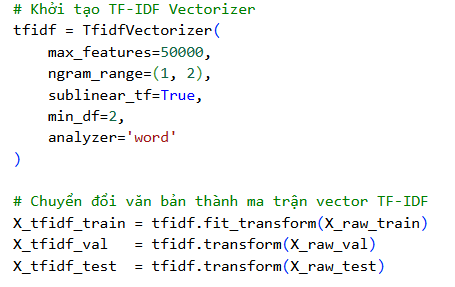 # Khởi tạo TF-IDF Vectorizer
tfidf = TfidfVectorizer(
    max_features=50000,
    ngram_range=(1, 2),
    sublinear_tf=True,
    min_df=2,
    analyzer='word'
)

# Chuyển đổi văn bản thành ma trận vector TF-IDF
X_tfidf_train = tfidf.fit_transform(X_raw_train)
X_tfidf_val   = tfidf.transform(X_raw_val)
X_tfidf_test  = tfidf.transform(X_raw_test)